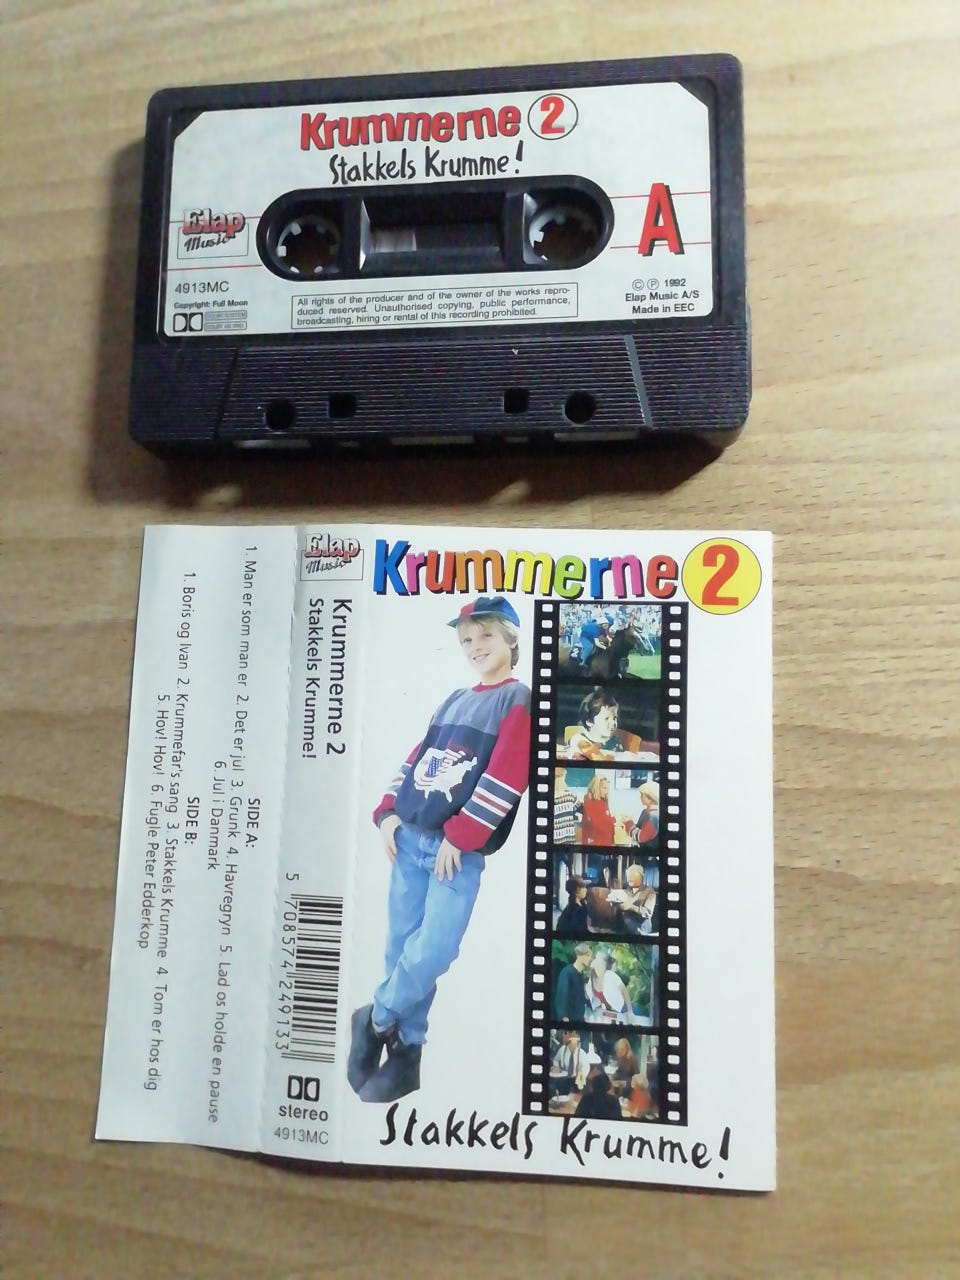 Krummerne 2
Stakkels Krumme!
Elap
Music
A
4913MC
Copyright: Full Moon
DOLBY SYSTEM
All rights of the producer and of the owner of the works repro-
duced reserved. Unauthorised copying, public performance,
broadcasting, hiring or rental of this recording prohibited.
© ℗ 1992
Elap Music A/S
Made in EEC
Krummerne 2
Stakkels Krumme!
Elap
Music
Krummerne 2
Stakkels Krumme!
5 708574 249133
stereo
4913MC
SIDE A:
1. Man er som man er 2. Det er jul 3. Grunk 4. Havregryn 5. Lad os holde en pause
6. Jul i Danmark
SIDE B:
1. Boris og Ivan 2. Krummefar's sang 3. Stakkels Krumme 4 Tom er hos dig
5. Hov! Hov! 6. Fugle Peter Edderkop